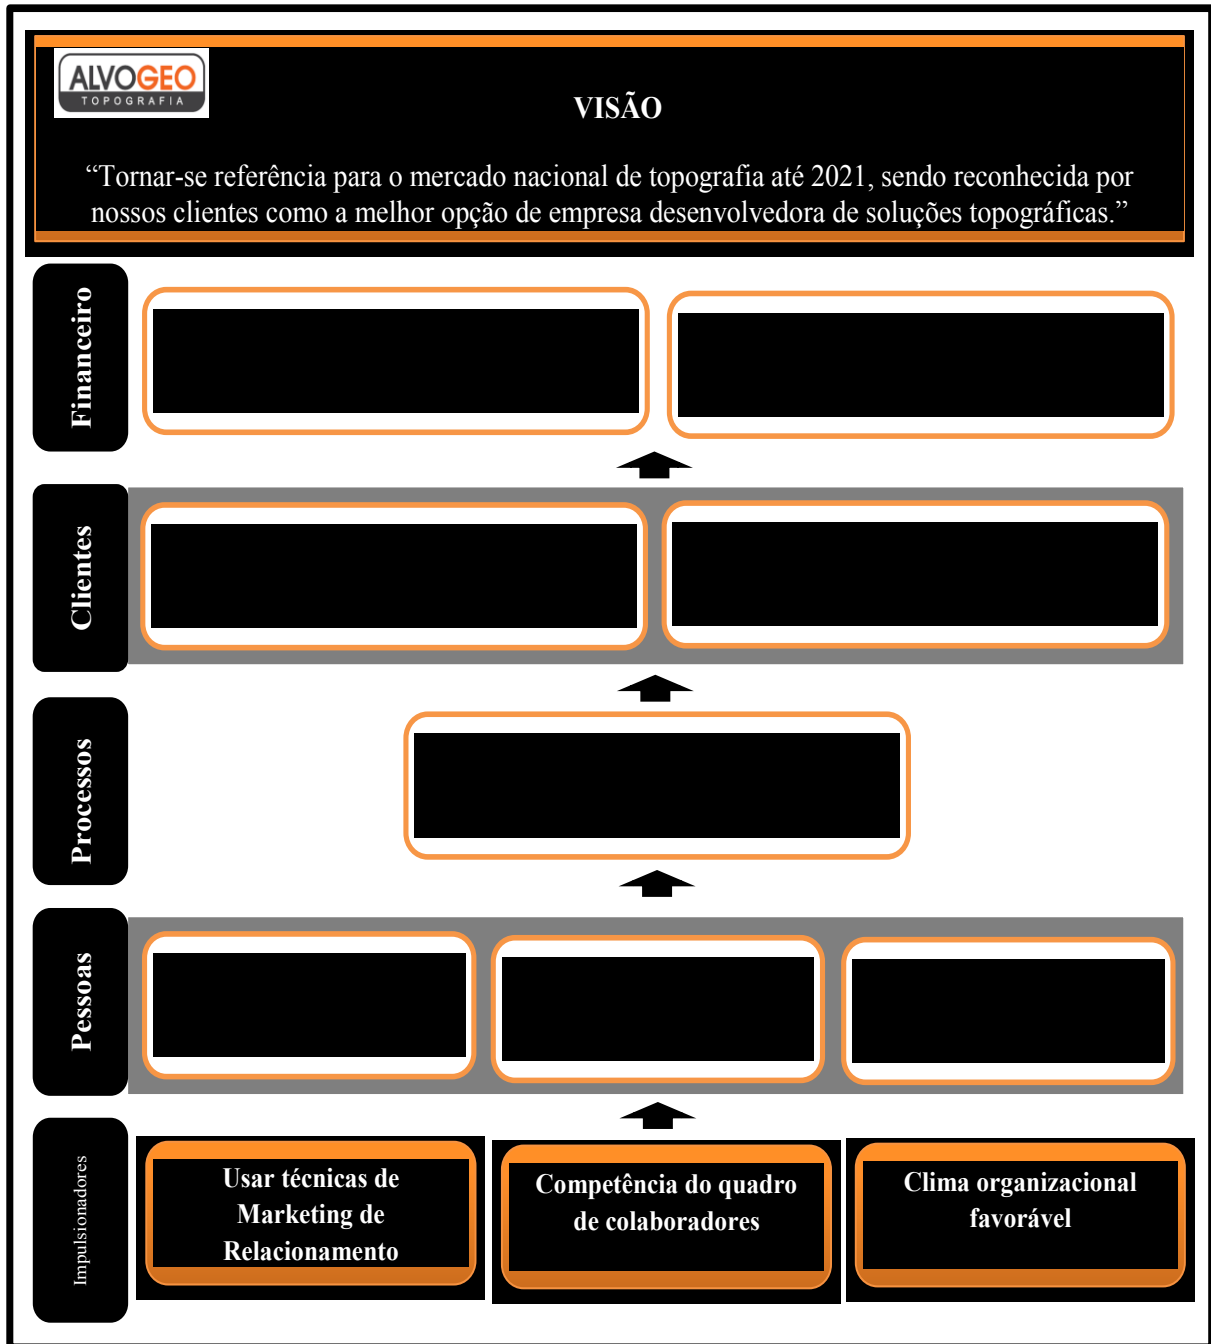 ALVOGEO
TOPOGRAFIA
VISÃO
“Tornar-se referência para o mercado nacional de topografia até 2021, sendo reconhecida por
nossos clientes como a melhor opção de empresa desenvolvedora de soluções topográficas.”
Financeiro
Clientes
Processos
Pessoas
Impulsionadores
Usar técnicas de
Marketing de
Relacionamento
Competência do quadro
de colaboradores
Clima organizacional
favorável